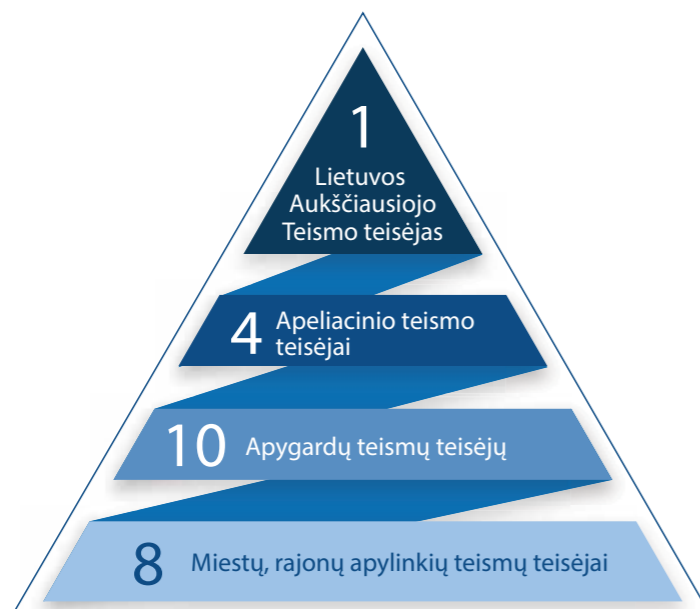 1
Lietuvos
Aukščiausiojo
Teismo teisėjas
4 Apeliacinio teismo
teisėjai
10 Apygardų teismų teisėjų
8 Miestų, rajonų apylinkių teismų teisėjai